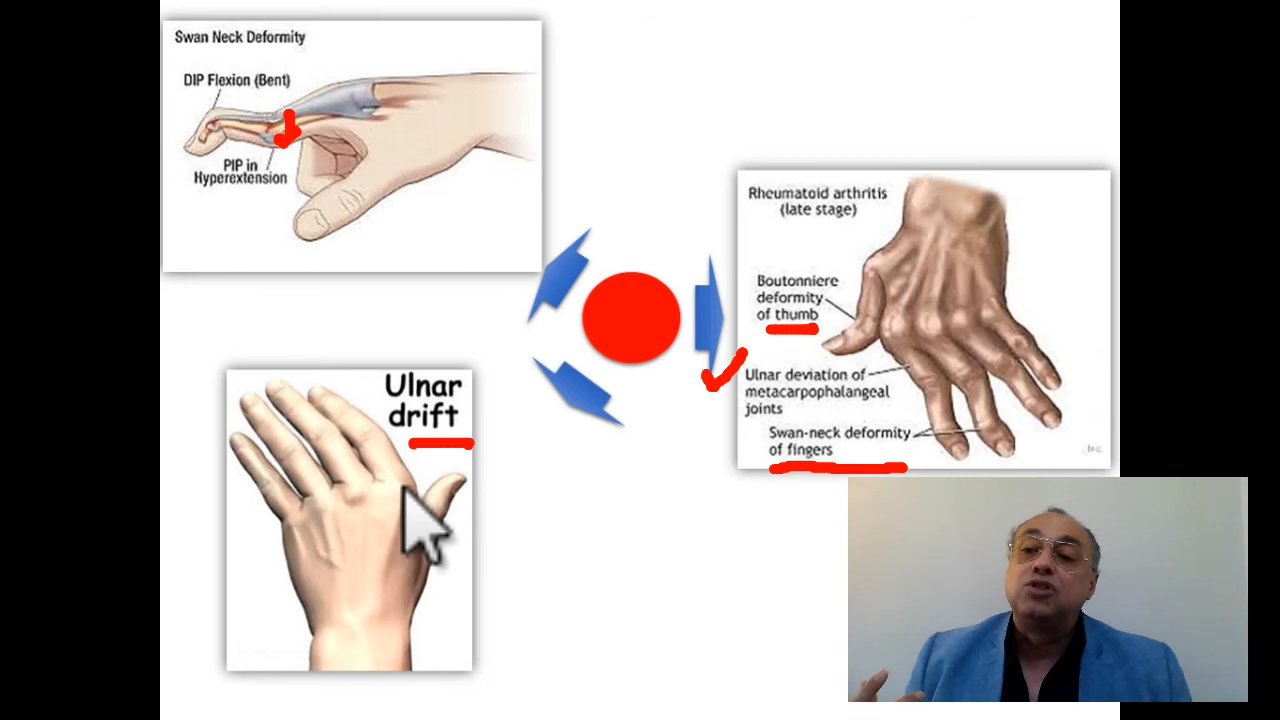 Swan Neck Deformity
DIP Flexion (Bent)
PIP in
Hyperextension
Rheumatoid arthritis
(late stage)
Boutonniere
deformity
of thumb
Ulnar deviation of
metacarpophalangeal
joints
Swan-neck deformity
of fingers
Ulnar
drift